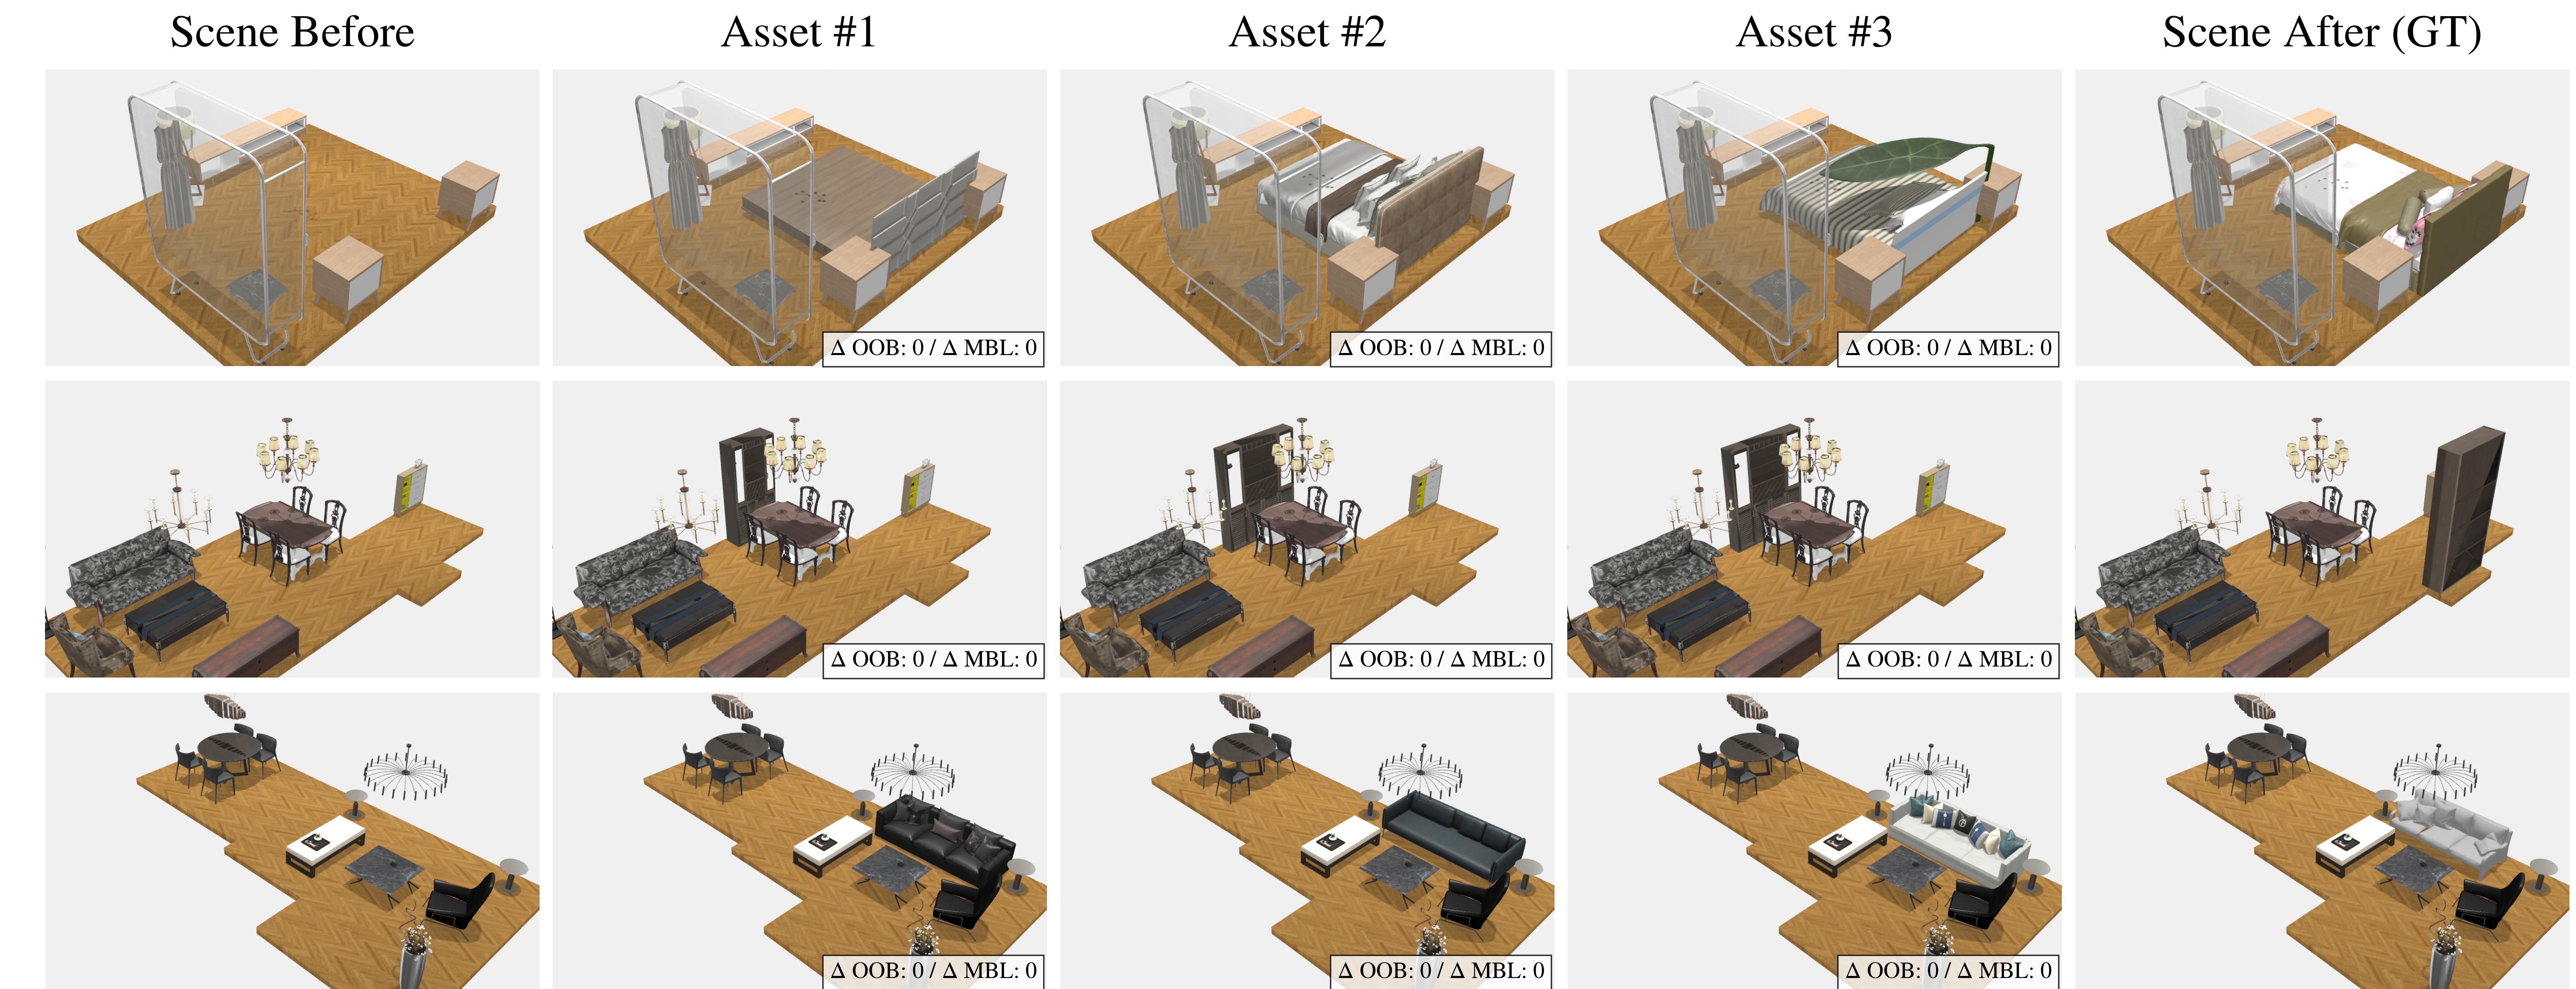 Scene Before
Asset #1
Asset #2
Asset #3
Scene After (GT)
Δ OOB: 0 / Δ MBL: 0
Δ OOB: 0 / Δ MBL: 0
Δ OOB: 0 / Δ MBL: 0
Δ OOB: 0 / Δ MBL: 0
Δ OOB: 0 / Δ MBL: 0
Δ OOB: 0 / Δ MBL: 0
Δ OOB: 0 / Δ MBL: 0
Δ OOB: 0 / Δ MBL: 0
Δ OOB: 0 / Δ MBL: 0